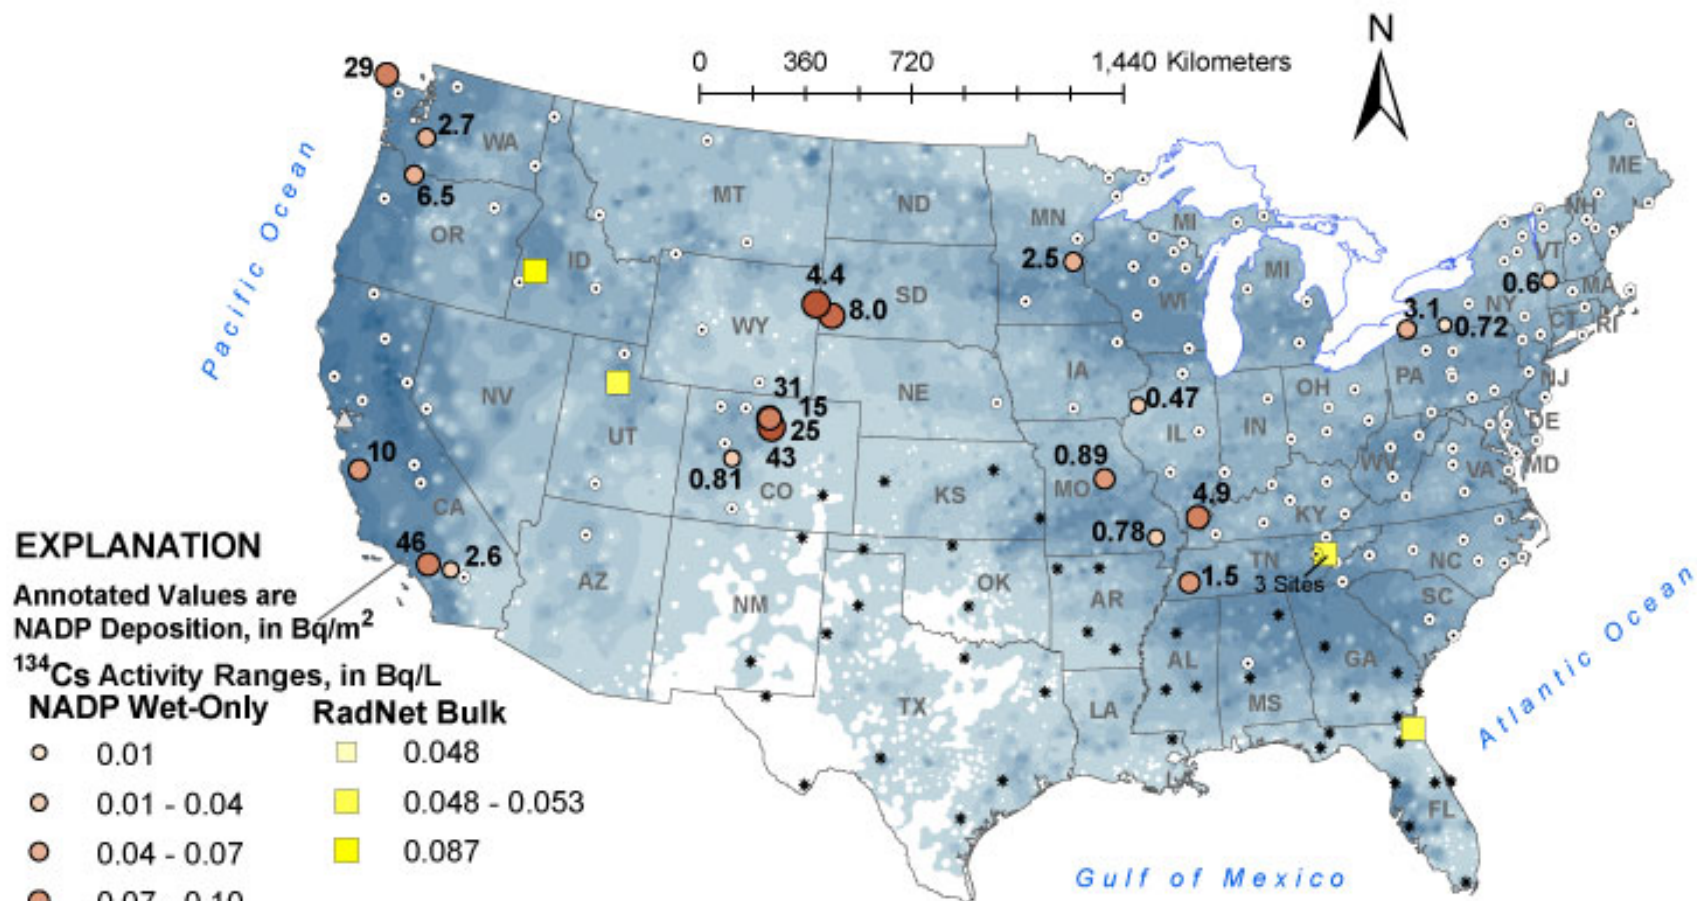 N
0 360 720 1,440 Kilometers
29
2.7
WA
6.5
OR
ID
MT
ND
MN
MI
ME
NH
VT
0.6
MA
NY
CT
RI
3.1
0.72
2.5
WI
MI
4.4
8.0
SD
WY
Pacific Ocean
NV
UT
31
15
25
43
0.81
CO
NE
IA
0.47
IL
IN
OH
PA
NJ
DE
MD
WV
VA
10
CA
46
2.6
KS
0.89
MO
4.9
0.78
KY
AZ
NM
OK
AR
1.5
TN
3 Sites
NC
SC
AL
GA
MS
TX
LA
LA
FL
Atlantic Ocean
Gulf of Mexico
EXPLANATION
Annotated Values are
NADP Deposition, in Bq/m²
¹³⁴Cs Activity Ranges, in Bq/L
NADP Wet-Only RadNet Bulk
0.01 0.048
0.01 - 0.04 0.048 - 0.053
0.04 - 0.07 0.087
0.07 - 0.10